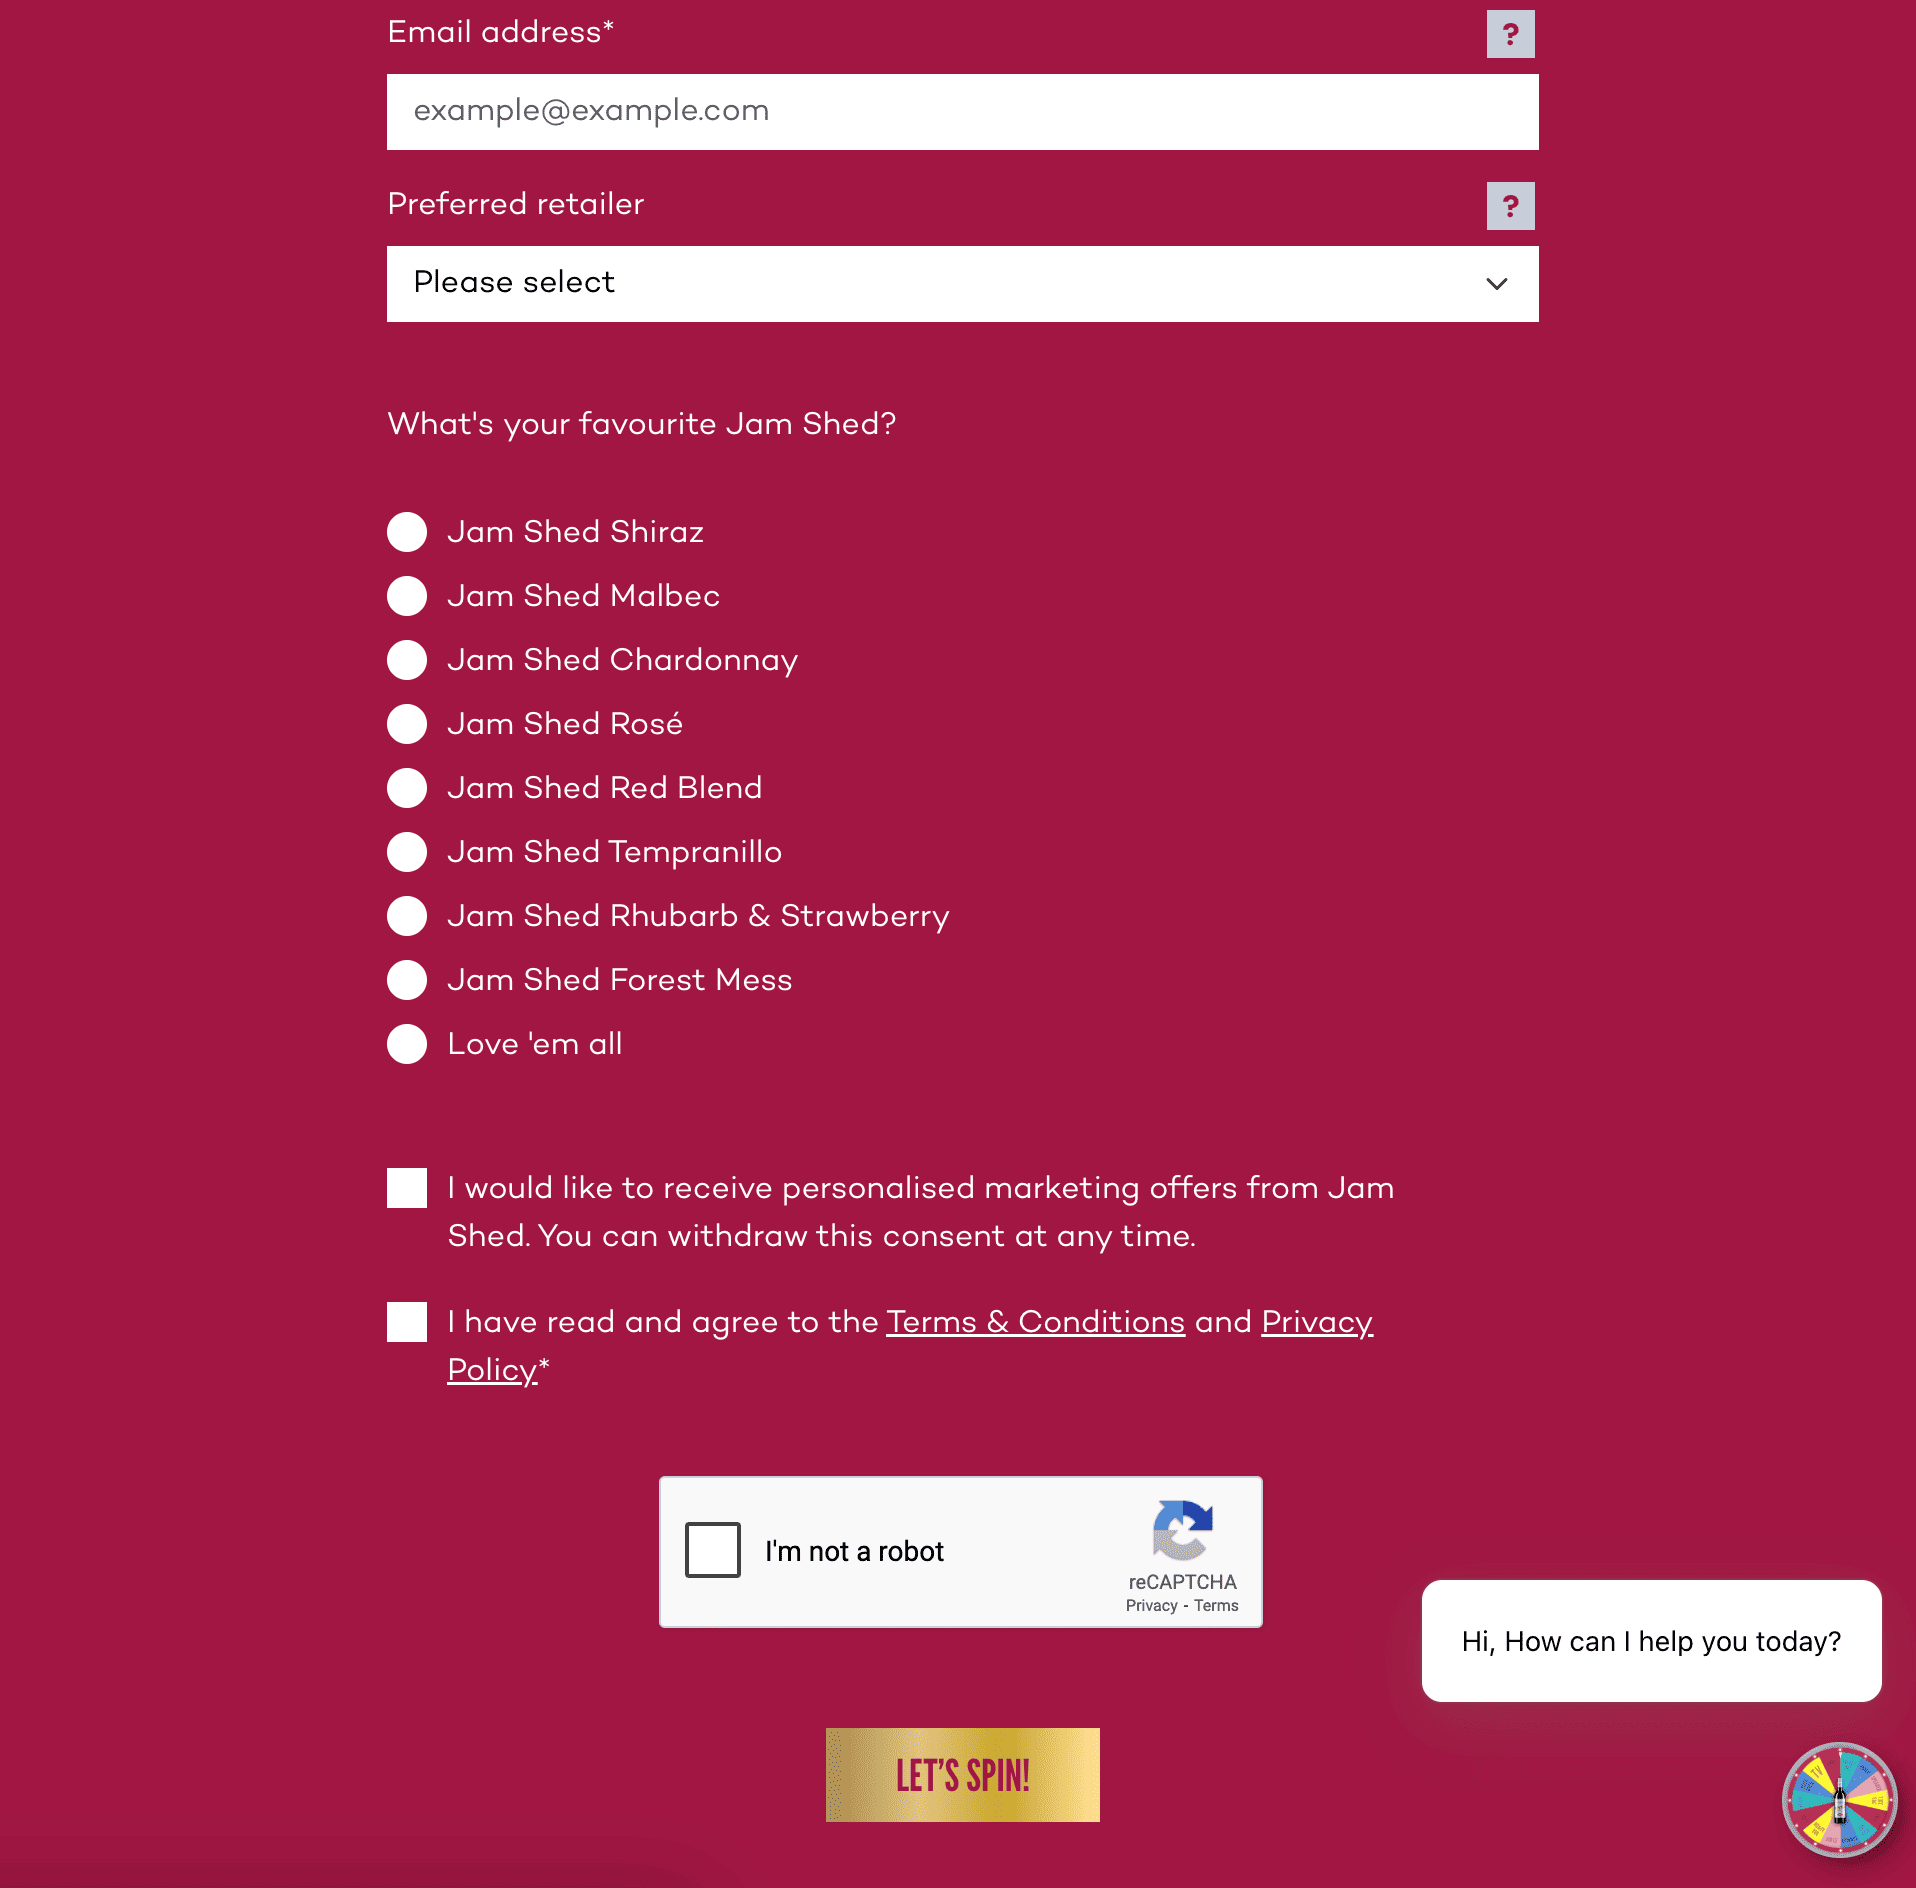 Email address*
?
example@example.com
Preferred retailer
?
Please select
What's your favourite Jam Shed?
Jam Shed Shiraz
Jam Shed Malbec
Jam Shed Chardonnay
Jam Shed Rosé
Jam Shed Red Blend
Jam Shed Tempranillo
Jam Shed Rhubarb & Strawberry
Jam Shed Forest Mess
Love 'em all
I would like to receive personalised marketing offers from Jam
Shed. You can withdraw this consent at any time.
I have read and agree to the Terms & Conditions and Privacy
Policy*
I'm not a robot
reCAPTCHA
Privacy - Terms
Hi, How can I help you today?
LET'S SPIN!